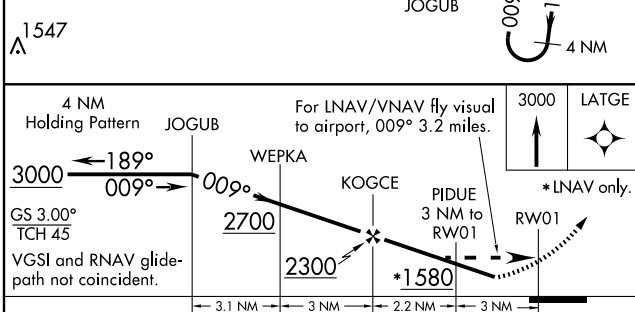 JOGUB
009
1
4 NM
1547
4 NM
Holding Pattern
JOGUB
For LNAV/VNAV fly visual
to airport, 009° 3.2 miles.
3000
LATGE
WEPKA
189°
3000
009°
009°
KOGCE
*LNAV only.
PIDUE
3 NM to
RW01
RW01
GS 3.00°
TCH 45
2700
VGSI and RNAV glide-
path not coincident.
2300
*1580
3.1 NM
3 NM
2.2 NM
3 NM